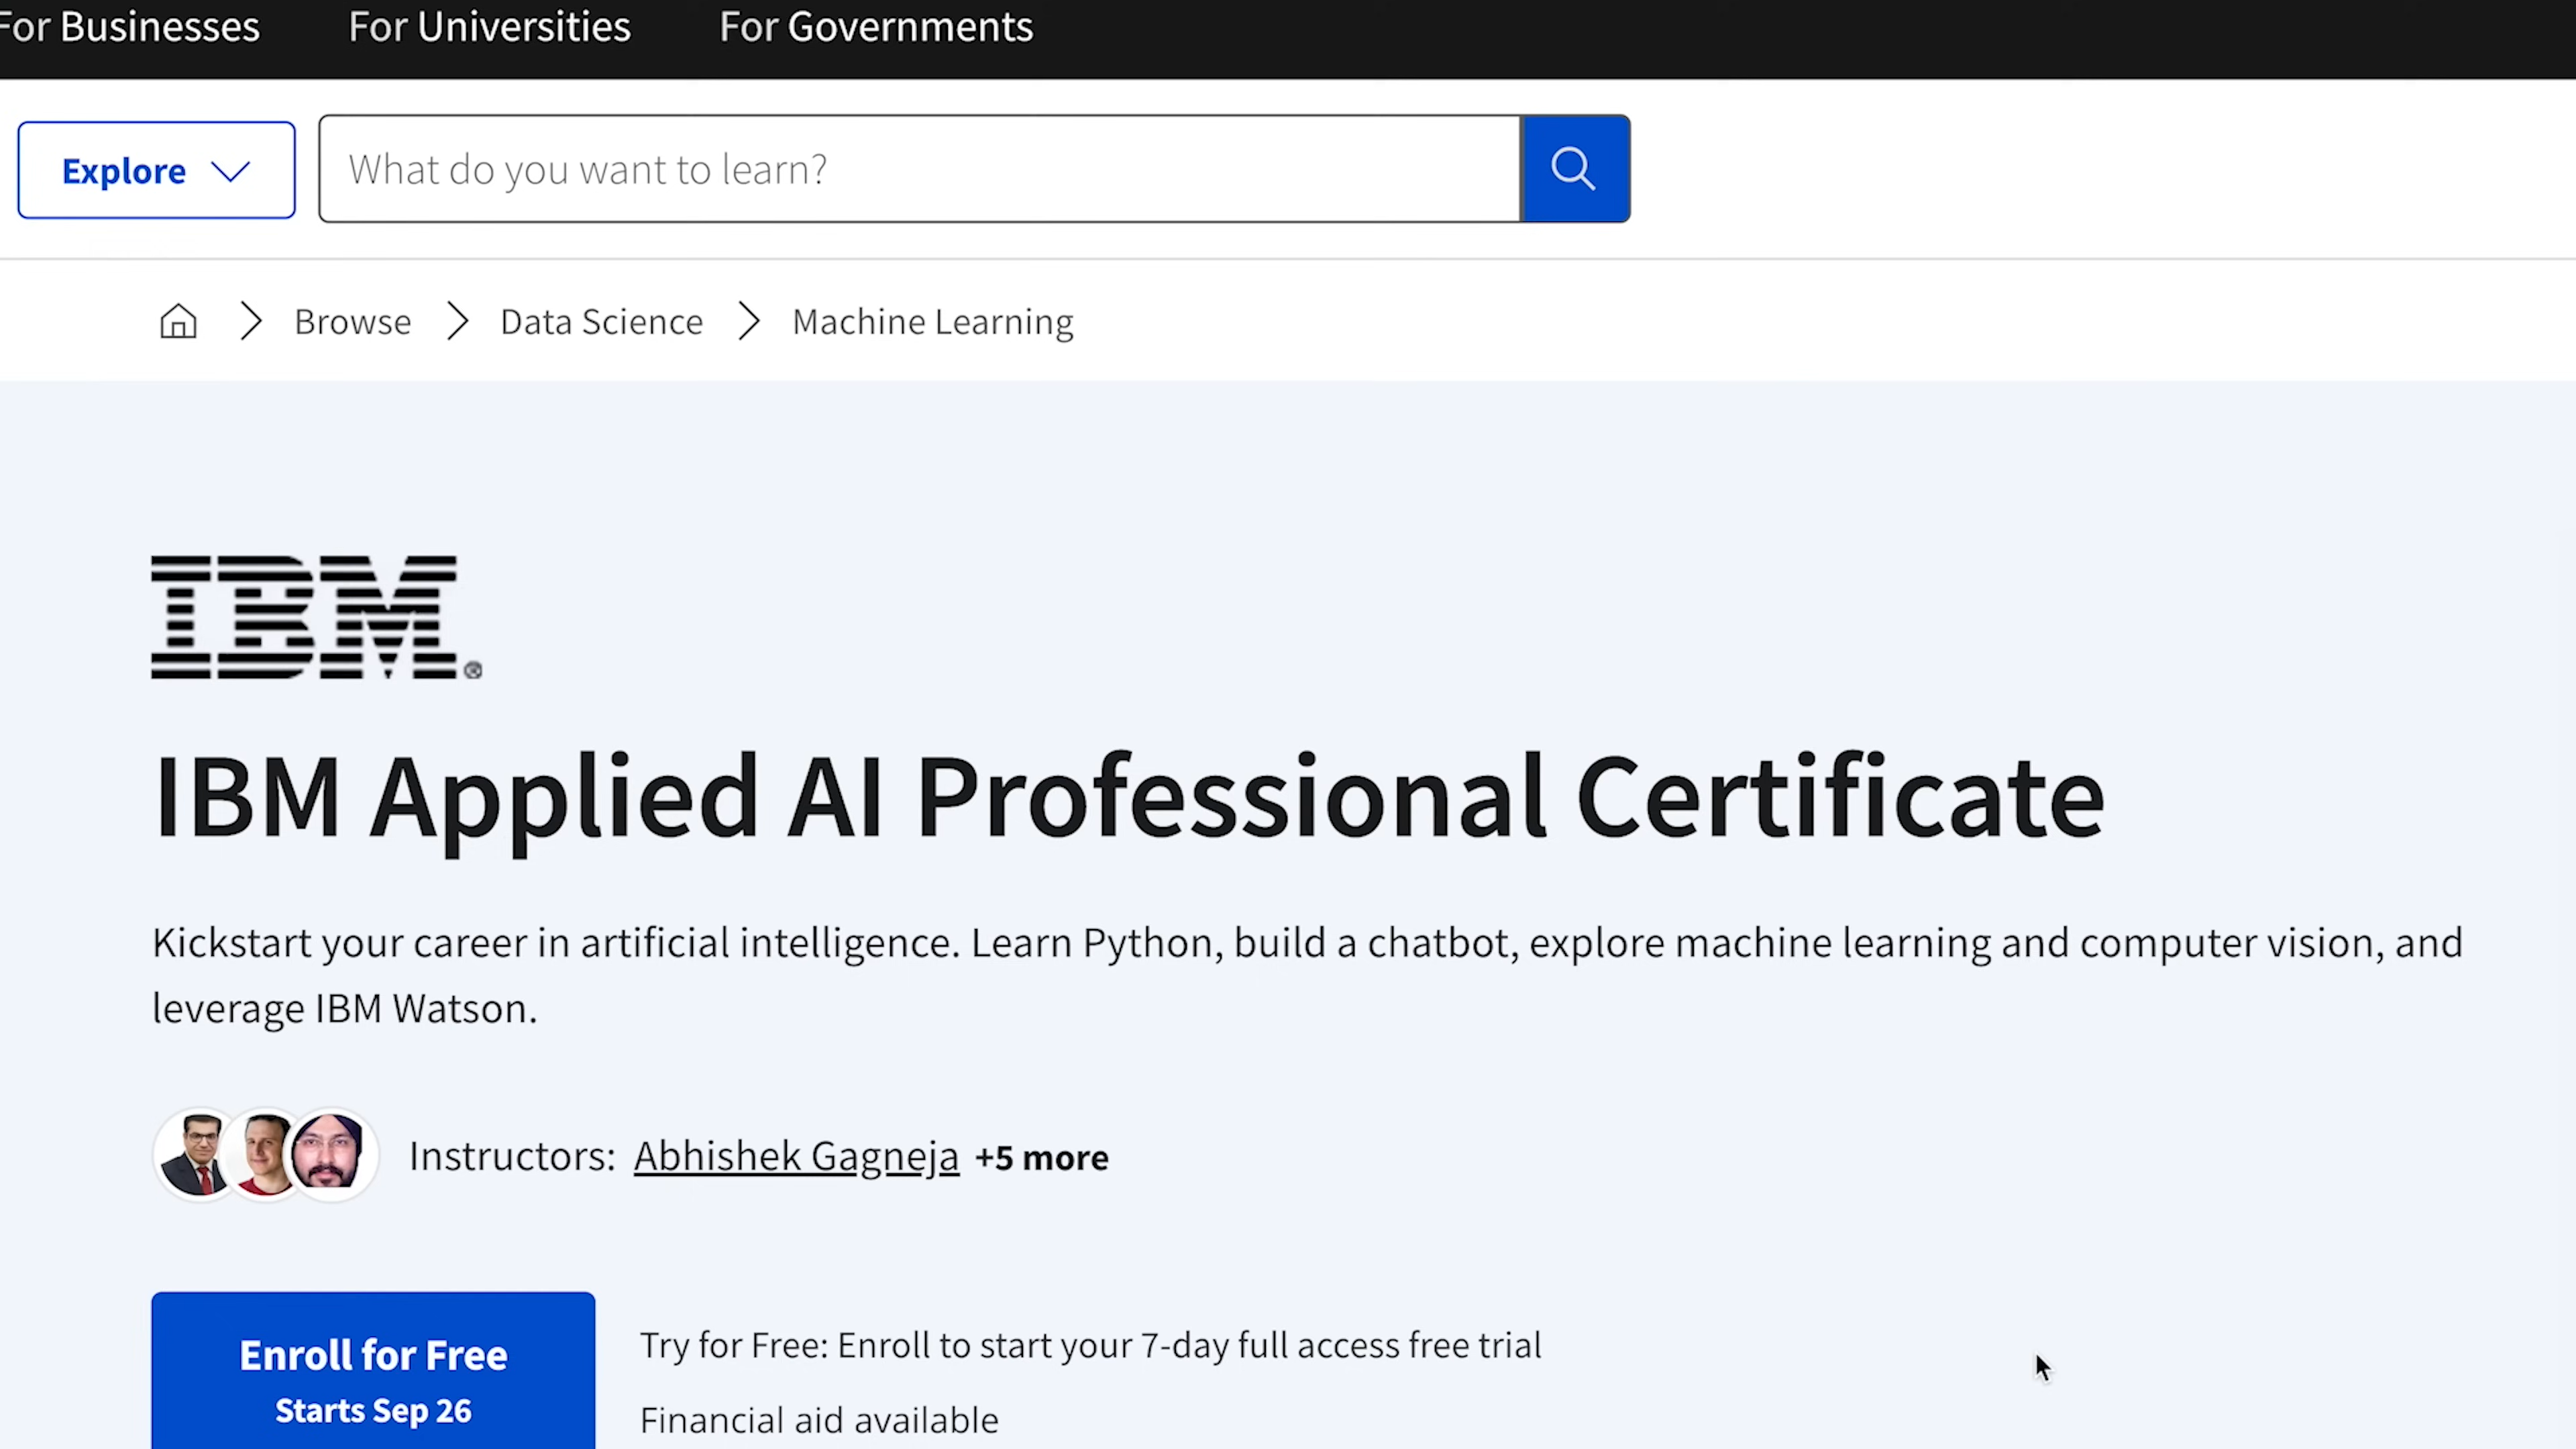 For Businesses For Universities For Governments
Explore What do you want to learn?
Browse Data Science Machine Learning
IBM®
IBM Applied AI Professional Certificate
Kickstart your career in artificial intelligence. Learn Python, build a chatbot, explore machine learning and computer vision, and
leverage IBM Watson.
Instructors: Abhishek Gagneja +5 more
Enroll for Free
Starts Sep 26
Try for Free: Enroll to start your 7-day full access free trial
Financial aid available